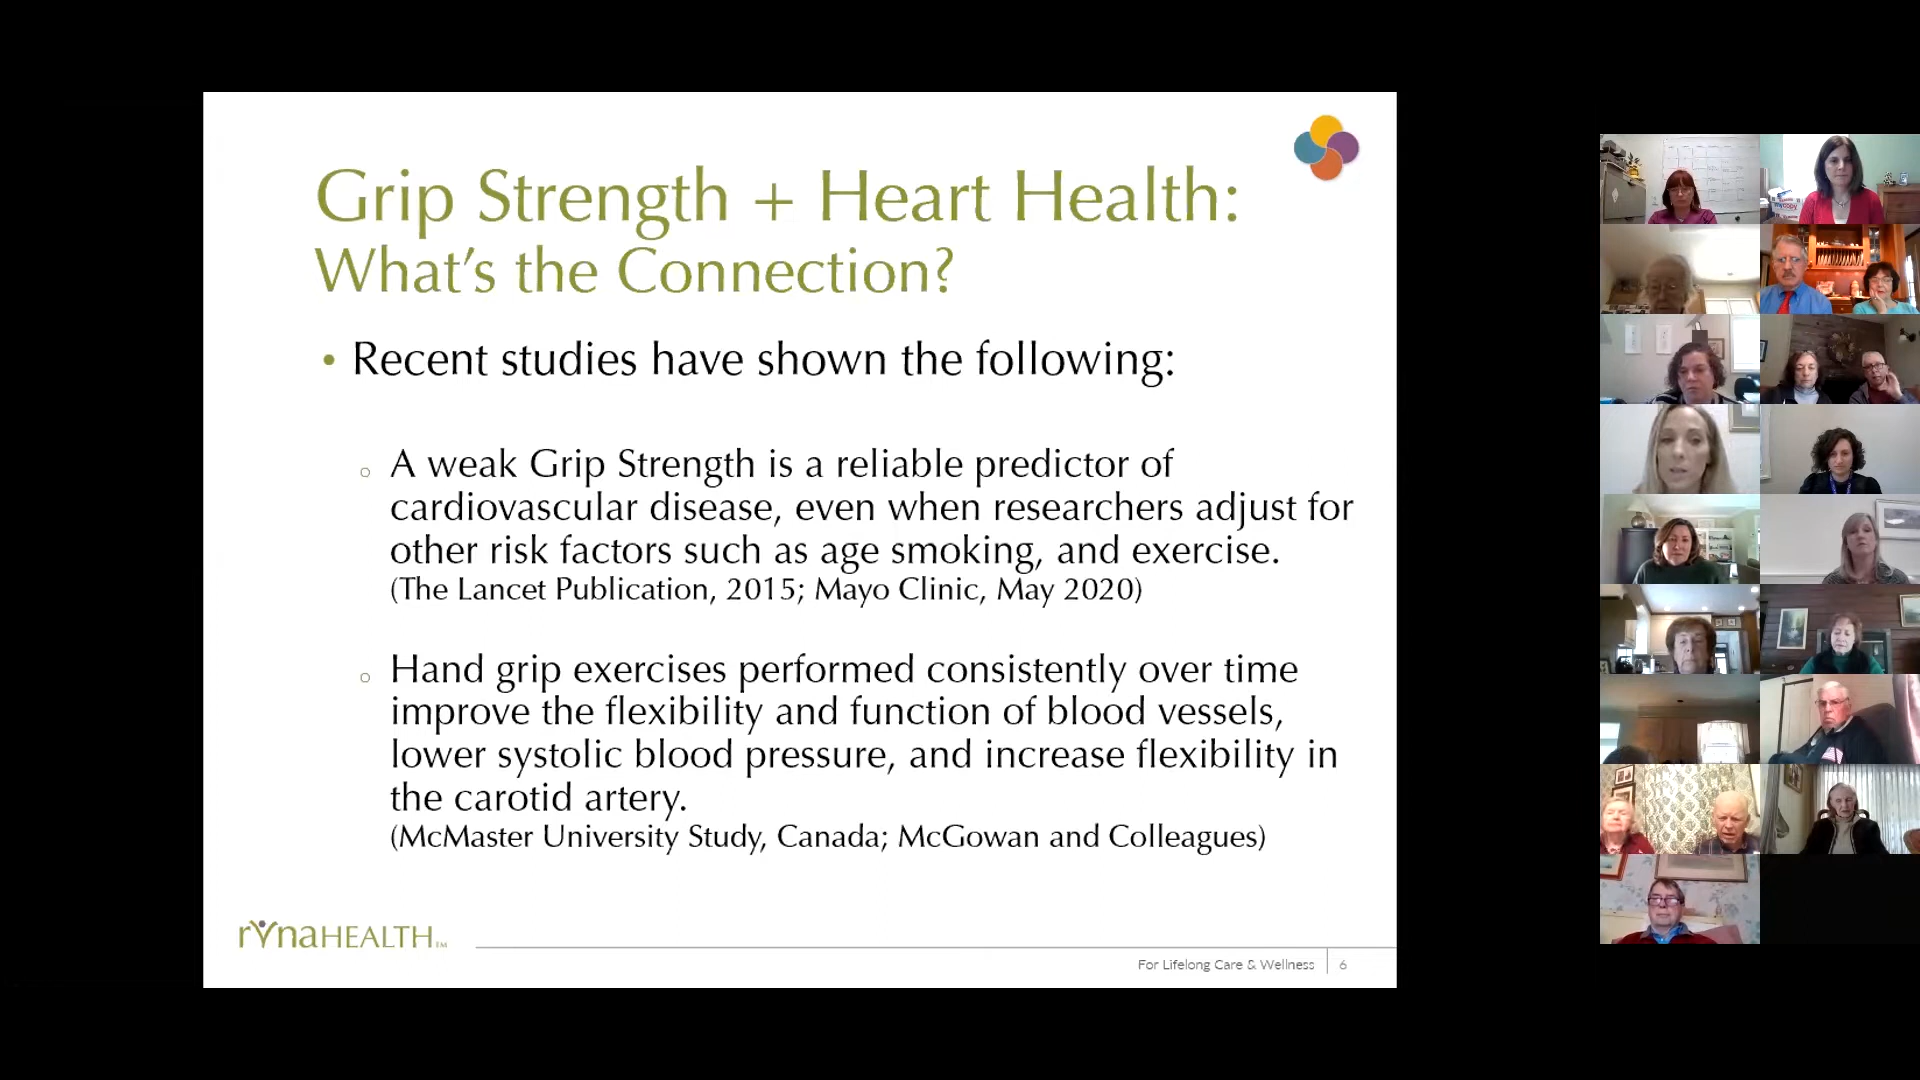 Grip Strength + Heart Health:
What's the Connection?
• Recent studies have shown the following:
o A weak Grip Strength is a reliable predictor of
cardiovascular disease, even when researchers adjust for
other risk factors such as age smoking, and exercise.
(The Lancet Publication, 2015; Mayo Clinic, May 2020)
o Hand grip exercises performed consistently over time
improve the flexibility and function of blood vessels,
lower systolic blood pressure, and increase flexibility in
the carotid artery.
(McMaster University Study, Canada; McGowan and Colleagues)
rynaHEALTH™
For Lifelong Care & Wellness | 6